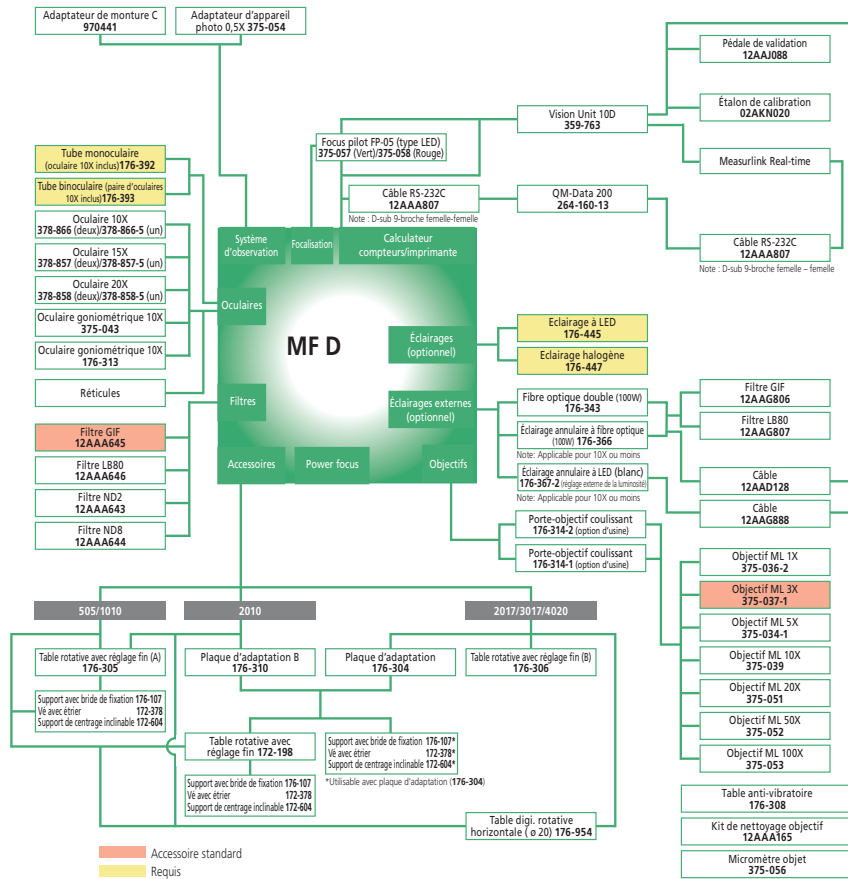 Adaptateur de monture C
970441
Adaptateur d'appareil
photo 0,5X 375-054
Pédale de validation
12AAJ088
Vision Unit 10D
359-763
Étalon de calibration
02AKN020
Focus pilot FP-05 (type LED)
375-057 (Vert)/375-058 (Rouge)
Measurlink Real-time
Tube monoculaire
(oculaire 10X inclus)176-392
Tube binoculaire (paire d'oculaires
10X inclus)176-393
Câble RS-232C
12AAA807
Note : D-sub 9-broche femelle-femelle
QM-Data 200
264-160-13
Câble RS-232C
12AAA807
Note : D-sub 9-broche femelle – femelle
Oculaire 10X
378-866 (deux)/378-866-5 (un)
Oculaire 15X
378-857 (deux)/378-857-5 (un)
Oculaire 20X
378-858 (deux)/378-858-5 (un)
Oculaire goniométrique 10X
375-043
Oculaire goniométrique 10X
176-313
Réticules
Filtre GIF
12AAA645
Filtre LB80
12AAA646
Filtre ND2
12AAA643
Filtre ND8
12AAA644
Système
d'observation
Focalisation
Calculateur
compteurs/imprimante
Oculaires
MF D
Éclairages
(optionnel)
Filtres
Éclairages externes
(optionnel)
Accessoires
Power focus
Objectifs
Eclairage à LED
176-445
Eclairage halogène
176-447
Fibre optique double (100W)
176-343
Éclairage annulaire à fibre optique
(100W) 176-366
Note: Applicable pour 10X ou moins
Éclairage annulaire à LED (blanc)
176-367-2 (réglage externe de la luminosité)
Note: Applicable pour 10X ou moins
Filtre GIF
12AAG806
Filtre LB80
12AAG807
Câble
12AAD128
Câble
12AAG888
Porte-objectif coulissant
176-314-2 (option d'usine)
Porte-objectif coulissant
176-314-1 (option d'usine)
Objectif ML 1X
375-036-2
Objectif ML 3X
375-037-1
Objectif ML 5X
375-034-1
Objectif ML 10X
375-039
Objectif ML 20X
375-051
Objectif ML 50X
375-052
Objectif ML 100X
375-053
Table anti-vibratoire
176-308
Kit de nettoyage objectif
12AAA165
Micromètre objet
375-056
505/1010
2010
2017/3017/4020
Table rotative avec réglage fin (A)
176-305
Plaque d'adaptation B
176-310
Plaque d'adaptation
176-304
Table rotative avec réglage fin (B)
176-306
Support avec bride de fixation 176-107
Vé avec étrier 172-378
Support de centrage inclinable 172-604
Table rotative avec
réglage fin 172-198
Support avec bride de fixation 176-107*
Vé avec étrier 172-378*
Support de centrage inclinable 172-604*
*Utilisable avec plaque d'adaptation (176-304)
Support avec bride de fixation 176-107
Vé avec étrier 172-378
Support de centrage inclinable 172-604
Table digi. rotative
horizontale ( ø 20) 176-954
Accessoire standard
Requis